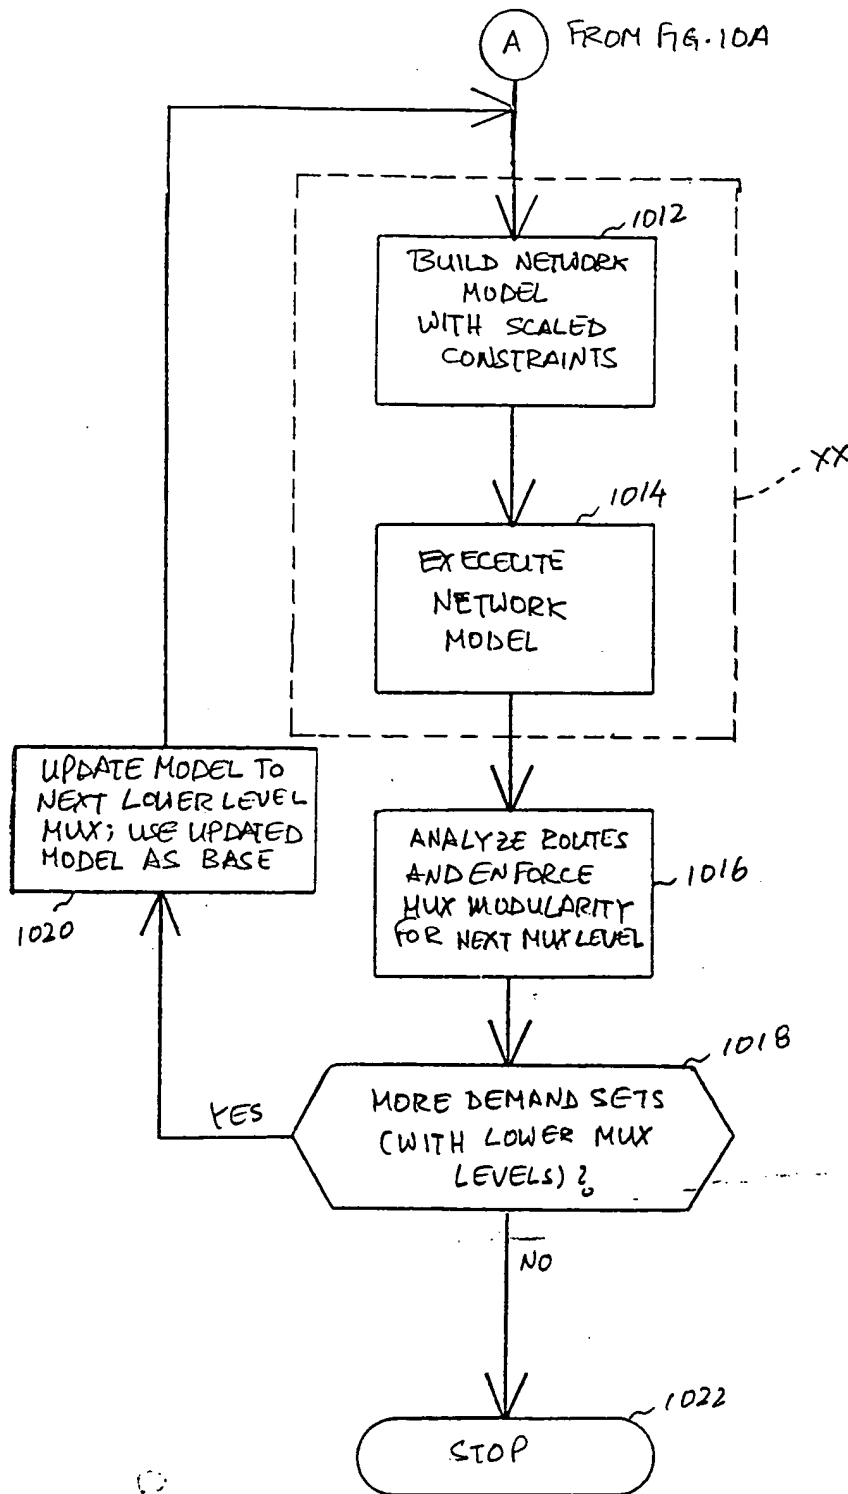 A
FROM FIG. 10A
1012
BUILD NETWORK
MODEL
WITH SCALED
CONSTRAINTS
XX
1014
EXECECUTE
NETWORK
MODEL
UPDATE MODEL TO
NEXT LOWER LEVEL
MUX; USE UPDATED
MODEL AS BASE
1020
ANALYZE ROUTES
AND ENFORCE
MUX MODULARITY
FOR NEXT MUX LEVEL
1016
1018
YES
MORE DEMAND SETS
(WITH LOWER MUX
LEVELS)?
NO
1022
STOP